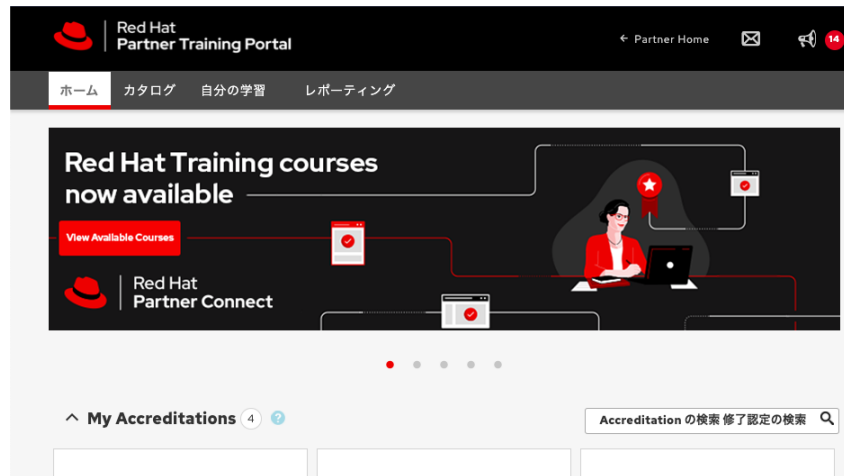 Red Hat
Partner Training Portal
← Partner Home
14
ホーム カタログ 自分の学習 レポーティング
Red Hat Training courses
now available
View Available Courses
Red Hat
Partner Connect
My Accreditations 4 ?
Accreditation の検索 修了認定の検索